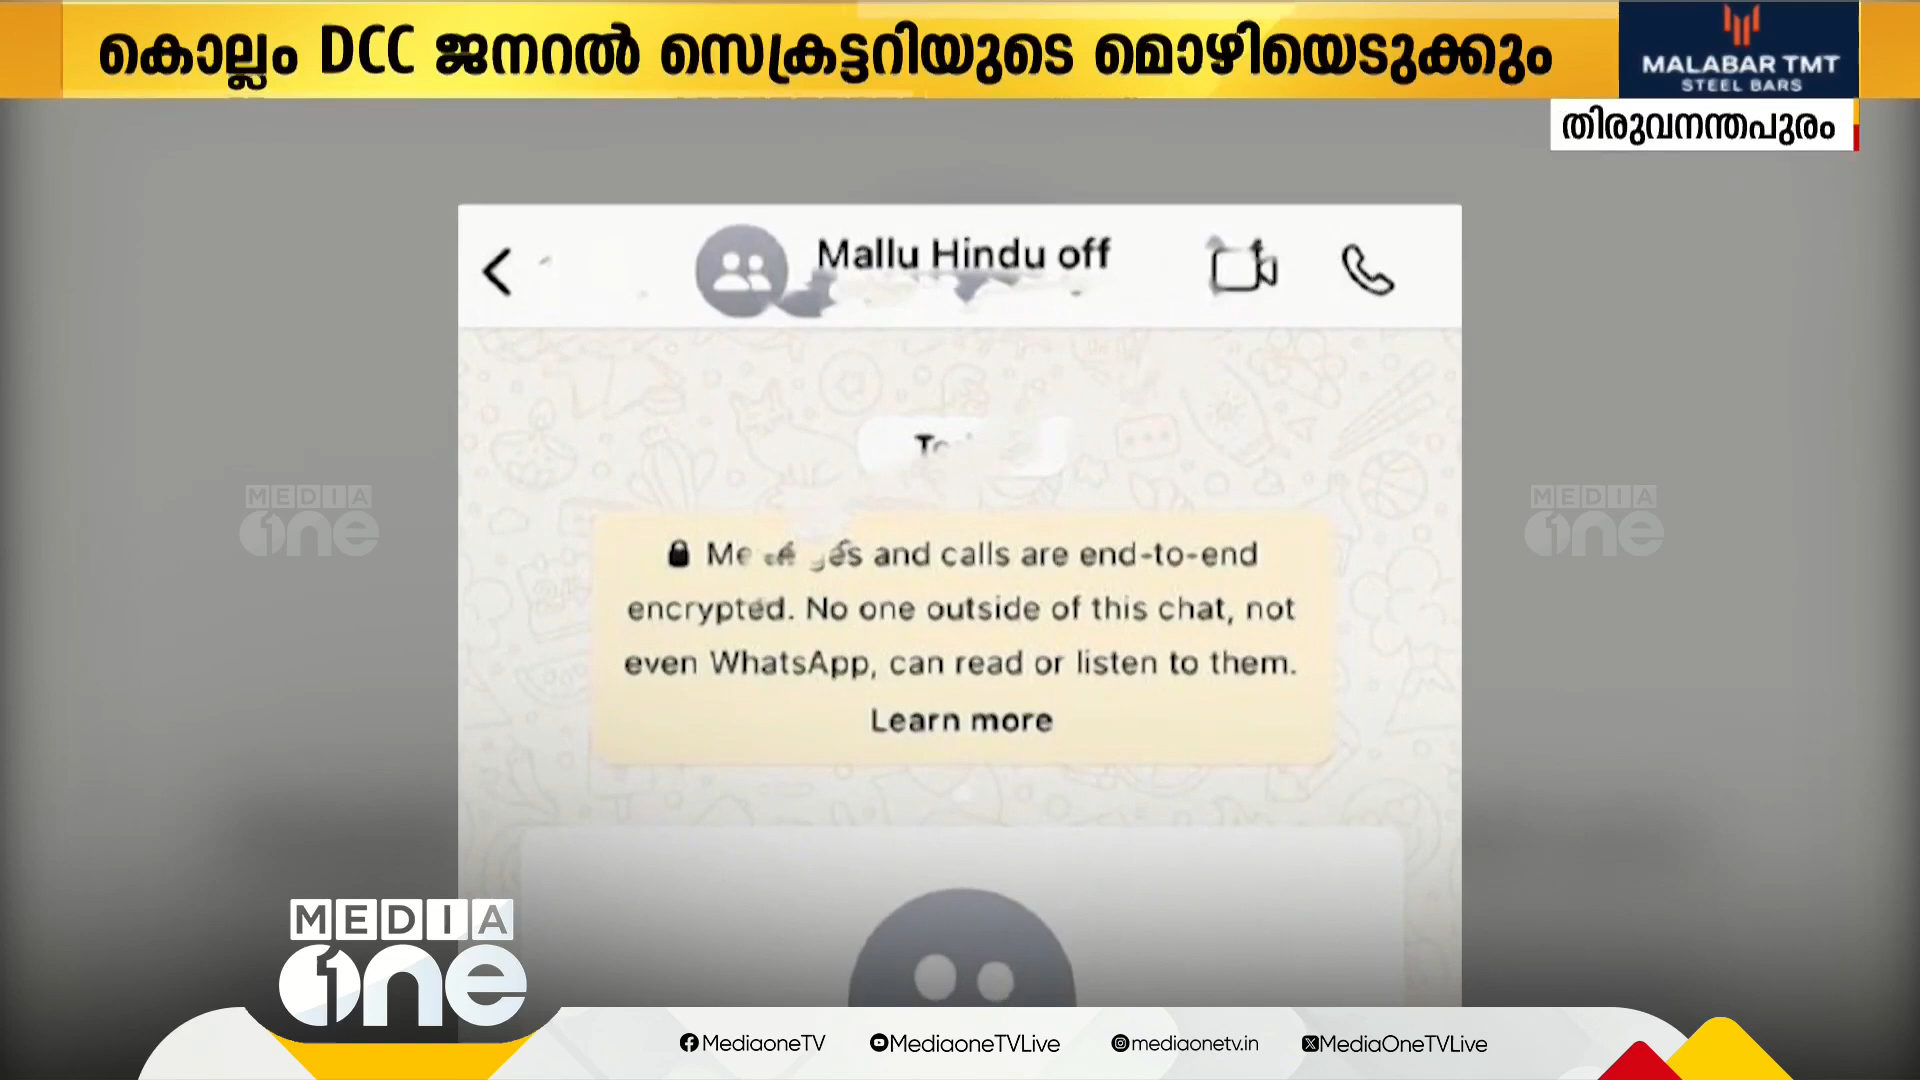 കൊല്ലം DCC ജനറൽ സെക്രട്ടറിയുടെ മൊഴിയെടുക്കും
MALABAR TMT
STEEL BARS
തിരുവനന്തപുരം
Mallu Hindu off
and calls are end-to-end
encrypted. No one outside of this chat, not
even WhatsApp, can read or listen to them.
Learn more
MEDIA
one
MEDIA
one
MEDIA
one
MediaoneTV
MediaoneTVLive
mediaonetv.in
MediaOneTVLive